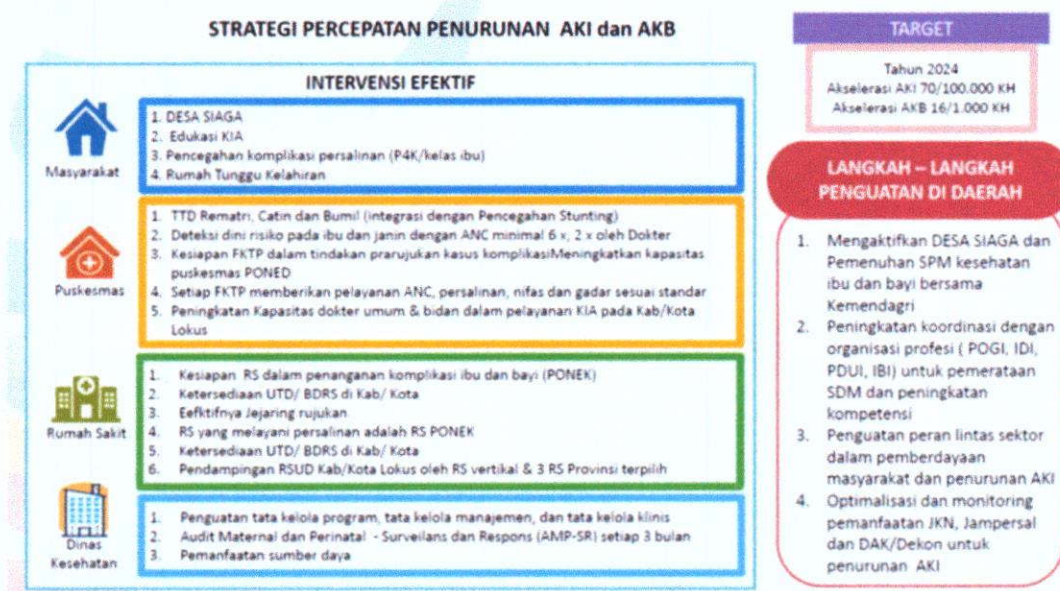 STRATEGI PERCEPATAN PENURUNAN AKI dan AKB
INTERVENSI EFEKTIF
Masyarakat
1. DESA SIAGA
2. Edukasi KIA
3. Pencegahan komplikasi persalinan (P4K/kelas ibu)
4. Rumah Tunggu Kelahiran
Puskesmas
1. TTD Rematri, Catin dan Bumil (integrasi dengan Pencegahan Stunting)
2. Deteksi dini risiko pada ibu dan janin dengan ANC minimal 6 x, 2 x oleh Dokter
3. Kesiapan FKTP dalam tindakan prarujukan kasus komplikasiMeningkatkan kapasitas
puskesmas PONED
4. Setiap FKTP memberikan pelayanan ANC, persalinan, nifas dan gadar sesuai standar
5. Peningkatan Kapasitas dokter umum & bidan dalam pelayanan KIA pada Kab/Kota
Lokus
Rumah Sakit
1. Kesiapan RS dalam penanganan komplikasi ibu dan bayi (PONEK)
2. Ketersediaan UTD/ BDRS di Kab/ Kota
3. Eefktifnya Jejaring rujukan
4. RS yang melayani persalinan adalah RS PONEK
5. Ketersediaan UTD/ BDRS di Kab/ Kota
6. Pendampingan RSUD Kab/Kota Lokus oleh RS vertikal & 3 RS Provinsi terpilih
Dinas
Kesehatan
1. Penguatan tata kelola program, tata kelola manajemen, dan tata kelola klinis
2. Audit Maternal dan Perinatal - Surveilans dan Respons (AMP-SR) setiap 3 bulan
3. Pemanfaatan sumber daya
TARGET
Tahun 2024
Akselerasi AKI 70/100.000 KH
Akselerasi AKB 16/1.000 KH
LANGKAH – LANGKAH
PENGUATAN DI DAERAH
1. Mengaktifkan DESA SIAGA dan
Pemenuhan SPM kesehatan
ibu dan bayi bersama
Kemendagri
2. Peningkatan koordinasi dengan
organisasi profesi ( POGI, IDI,
PDUI, IBI) untuk pemerataan
SDM dan peningkatan
kompetensi
3. Penguatan peran lintas sektor
dalam pemberdayaan
masyarakat dan penurunan AKI
4. Optimalisasi dan monitoring
pemanfaatan JKN, Jampersal
dan DAK/Dekon untuk
penurunan AKI